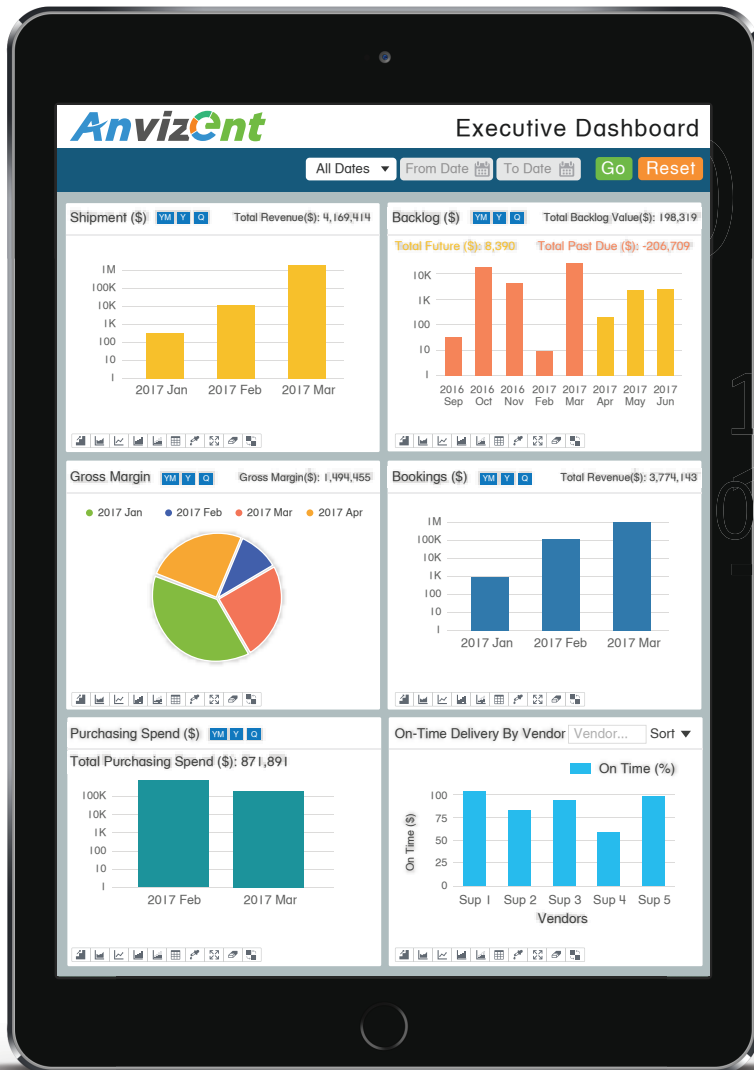 Anvizent
Executive Dashboard
All Dates From Date To Date Go Reset
Shipment ($) YM Y Q Total Revenue($): 4,169,414
1M
100K
10K
1K
100
10
1
2017 Jan 2017 Feb 2017 Mar
Backlog ($) YM Y Q Total Backlog Value($): 198,319
Total Future ($): 8,390 Total Past Due ($): -206,709
10K
1K
100
10
1
2016 2016 2016 2017 2017 2017 2017 2017
Sep Oct Nov Feb Mar Apr May Jun
Gross Margin YM Y Q Gross Margin($): 1,494,455
2017 Jan 2017 Feb 2017 Mar 2017 Apr
Bookings ($) YM Y Q Total Revenue($): 3,774,143
1M
100K
10K
1K
100
10
1
2017 Jan 2017 Feb 2017 Mar
Purchasing Spend ($) YM Y Q
Total Purchasing Spend ($): 871,891
100K
10K
1K
100
10
1
2017 Feb 2017 Mar
On-Time Delivery By Vendor Vendor... Sort
On Time (%)
On Time ($)
100
75
50
25
0
Sup 1 Sup 2 Sup 3 Sup 4 Sup 5
Vendors